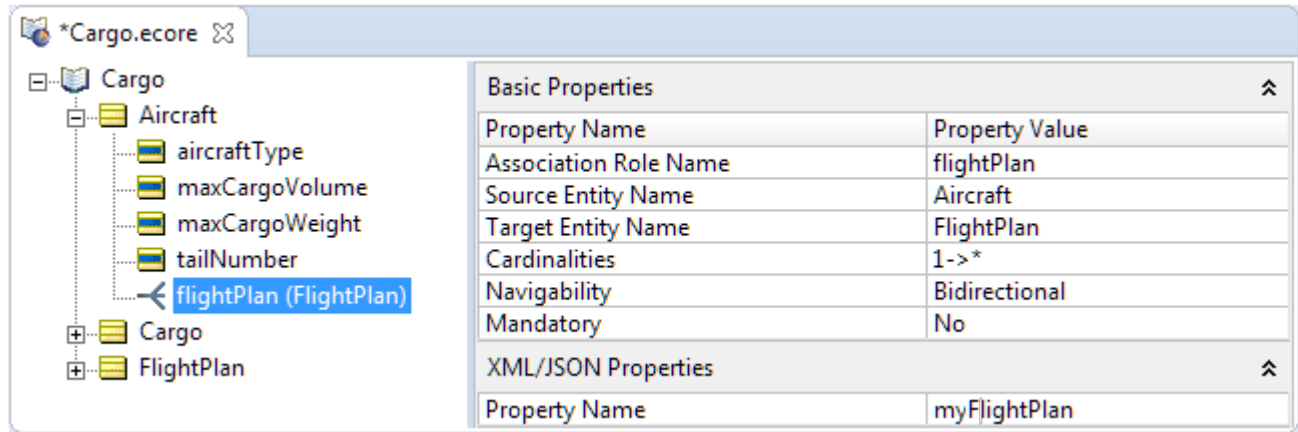 *Cargo.ecore
Cargo
Aircraft
aircraftType
maxCargoVolume
maxCargoWeight
tailNumber
flightPlan (FlightPlan)
Cargo
FlightPlan
Basic Properties
Property Name Property Value
Association Role Name flightPlan
Source Entity Name Aircraft
Target Entity Name FlightPlan
Cardinalities 1->*
Navigability Bidirectional
Mandatory No
XML/JSON Properties
Property Name myFlightPlan